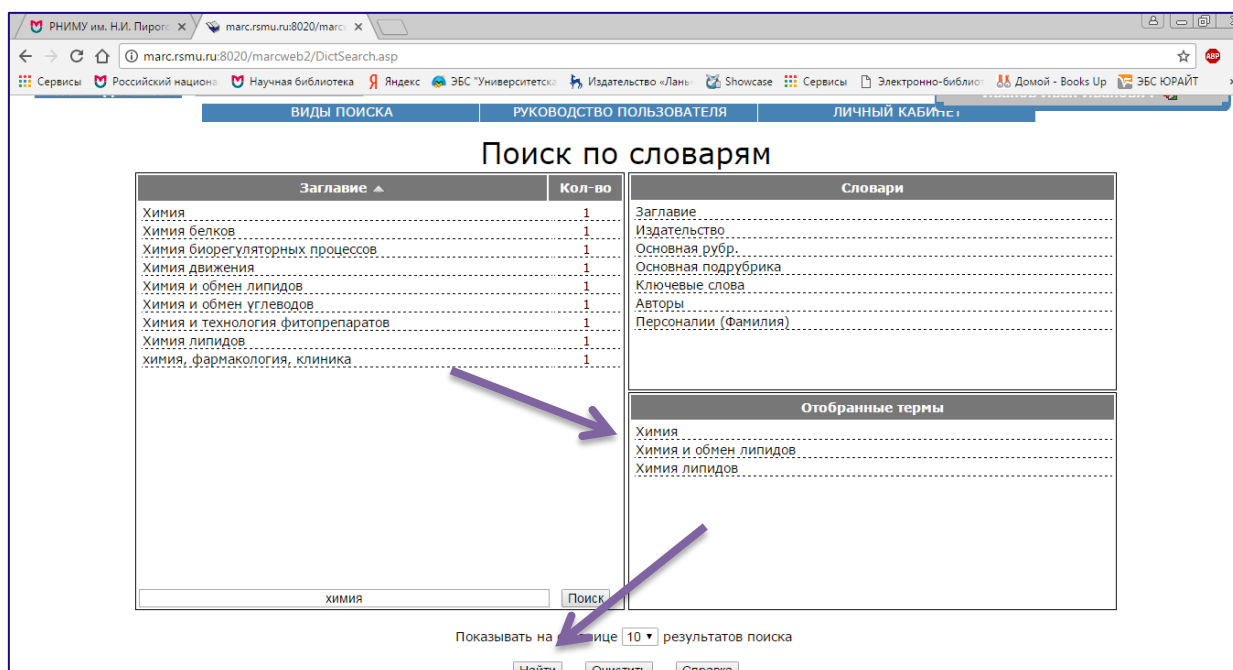 РНИМУ им. Н.И. Пирог
marc.rsmu.ru:8020/marc
marc.rsmu.ru:8020/marcweb2/DictSearch.asp
ABP
Сервисы Российский национа Научная библиотека Яндекс ЭБС "Университетска Издательство «Лань Showcase Сервисы Электронно-библиот Домой - Books Up ЭБС ЮРАЙТ
ВИДЫ ПОИСКА РУКОВОДСТВО ПОЛЬЗОВАТЕЛЯ ЛИЧНЫЙ КАБИНЕТ
Поиск по словарям
Заглавие Кол-во
Химия 1
Химия белков 1
Химия биорегуляторных процессов 1
Химия движения 1
Химия и обмен липидов 1
Химия и обмен углеводов 1
Химия и технология фитопрепаратов 1
Химия липидов 1
химия, фармакология, клиника 1
химия Поиск
Словари
Заглавие
Издательство
Основная рубр.
Основная подрубрика
Ключевые слова
Авторы
Персоналии (Фамилия)
Отобранные термы
Химия
Химия и обмен липидов
Химия липидов
Показывать на странице 10 результатов поиска
Найти Очистить Справка